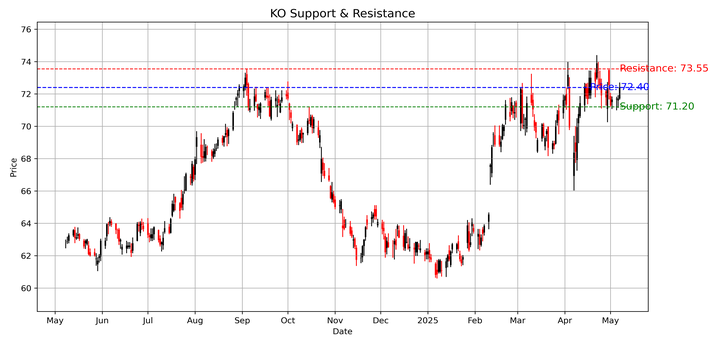 KO Support & Resistance
76
74
72
70
68
66
64
62
60
Price
Resistance: 73.55
Price: 72.40
Support: 71.20
May Jun Jul Aug Sep Oct Nov Dec 2025 Feb Mar Apr May
Date